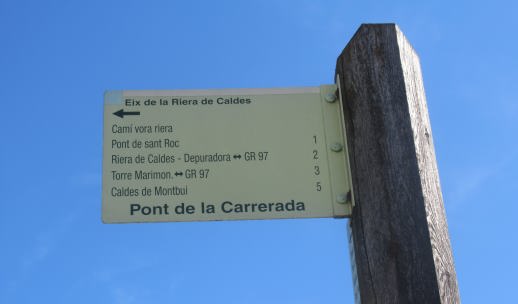 Eix de la Riera de Caldes
Camí vora riera
Pont de sant Roc 1
Riera de Caldes - Depuradora ↔ GR 97 2
Torre Marimon. ↔ GR 97 3
Caldes de Montbui 5
Pont de la Carrerada